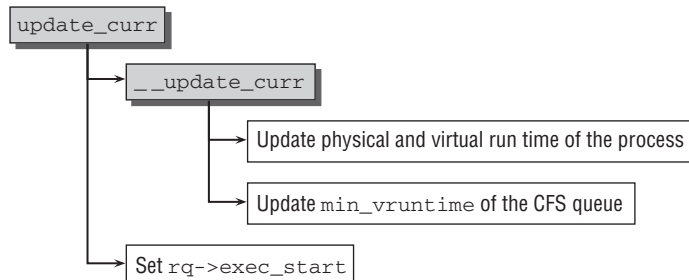 update_curr
__update_curr
Update physical and virtual run time of the process
Update min_vruntime of the CFS queue
Set rq->exec_start